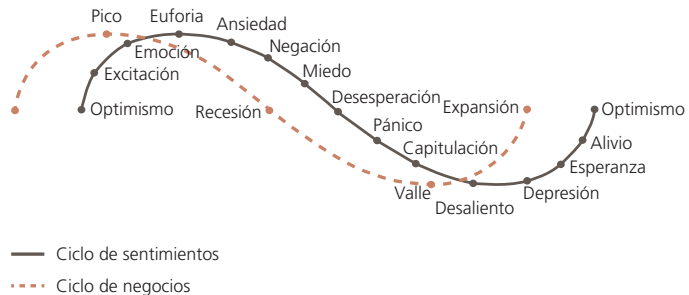 Pico
Euforia
Ansiedad
Emoción
Negación
Excitación
Miedo
Desesperación
Expansión
Optimismo
Recesión
Optimismo
Pánico
Capitulación
Alivio
Esperanza
Valle
Depresión
Desaliento
Ciclo de sentimientos
Ciclo de negocios